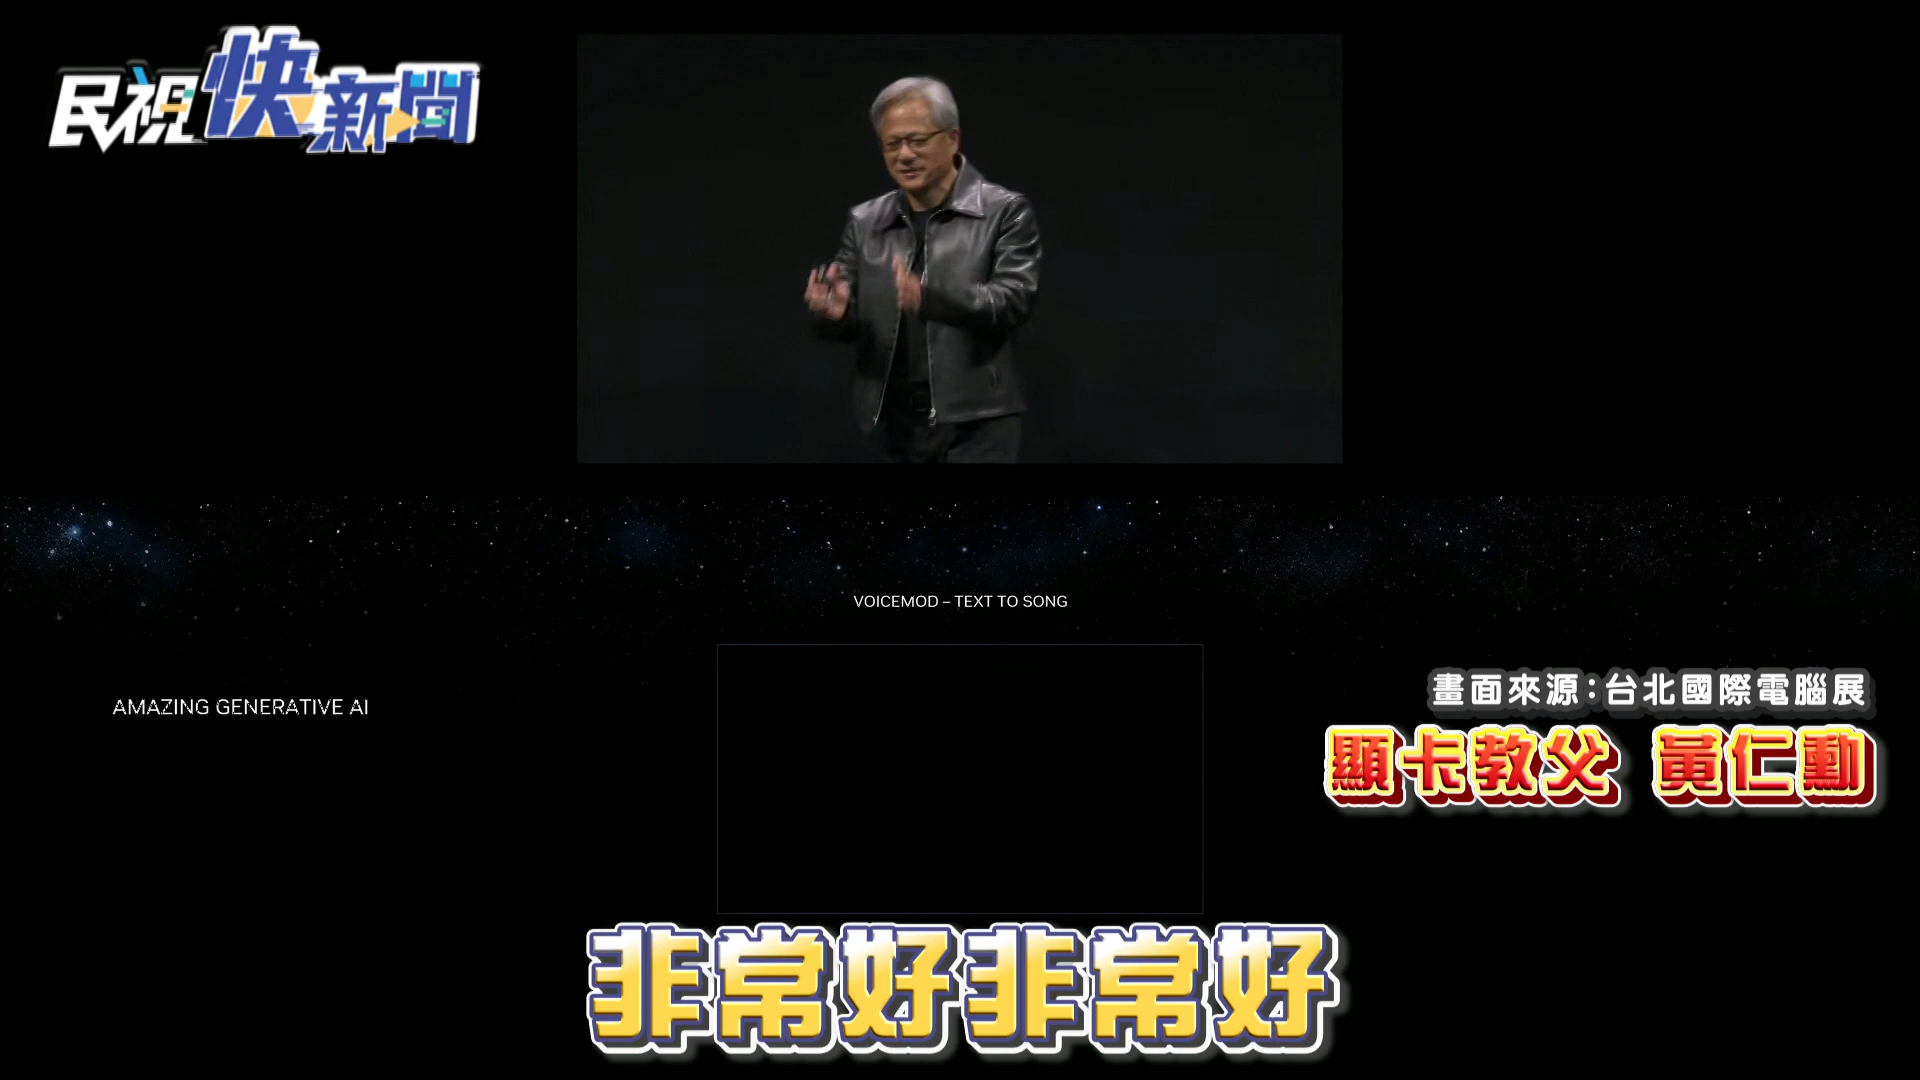 民視快新聞
VOICEMOD – TEXT TO SONG
AMAZING GENERATIVE AI
畫面來源:台北國際電腦展
顯卡教父 黃仁勳
非常好非常好